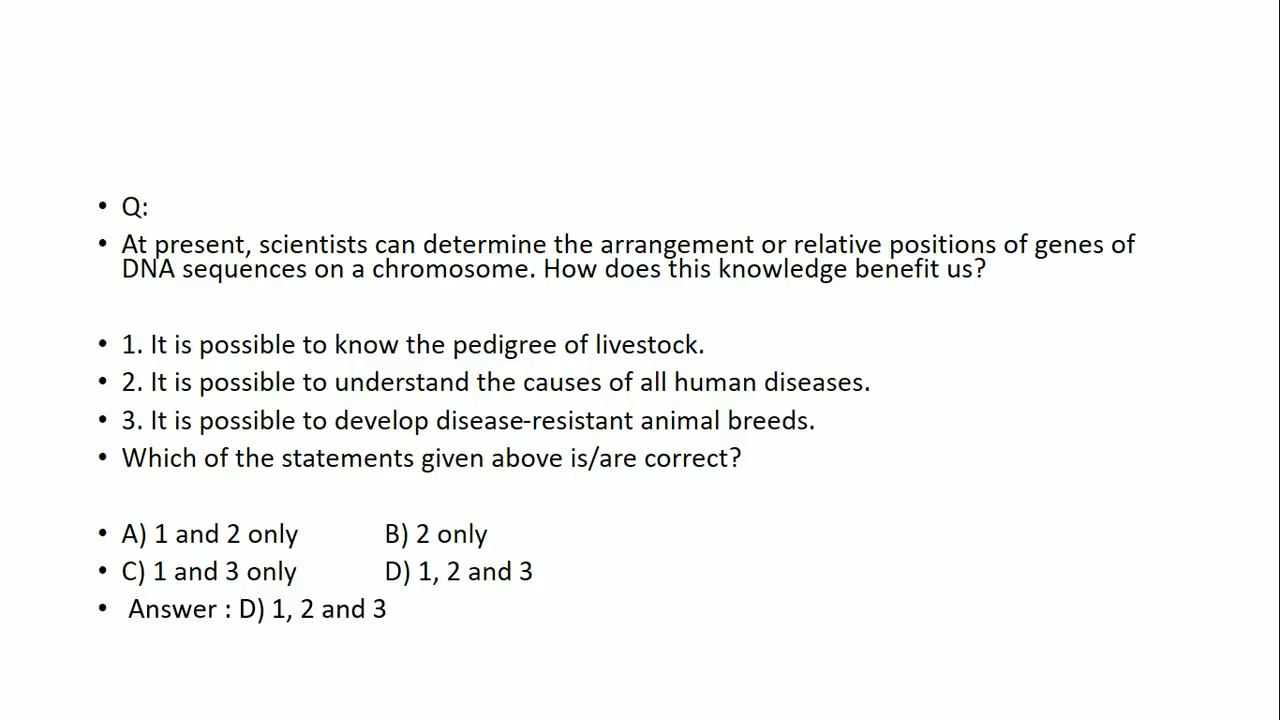 • Q:
• At present, scientists can determine the arrangement or relative positions of genes of
DNA sequences on a chromosome. How does this knowledge benefit us?
• 1. It is possible to know the pedigree of livestock.
• 2. It is possible to understand the causes of all human diseases.
• 3. It is possible to develop disease-resistant animal breeds.
• Which of the statements given above is/are correct?
• A) 1 and 2 only B) 2 only
• C) 1 and 3 only D) 1, 2 and 3
• Answer : D) 1, 2 and 3